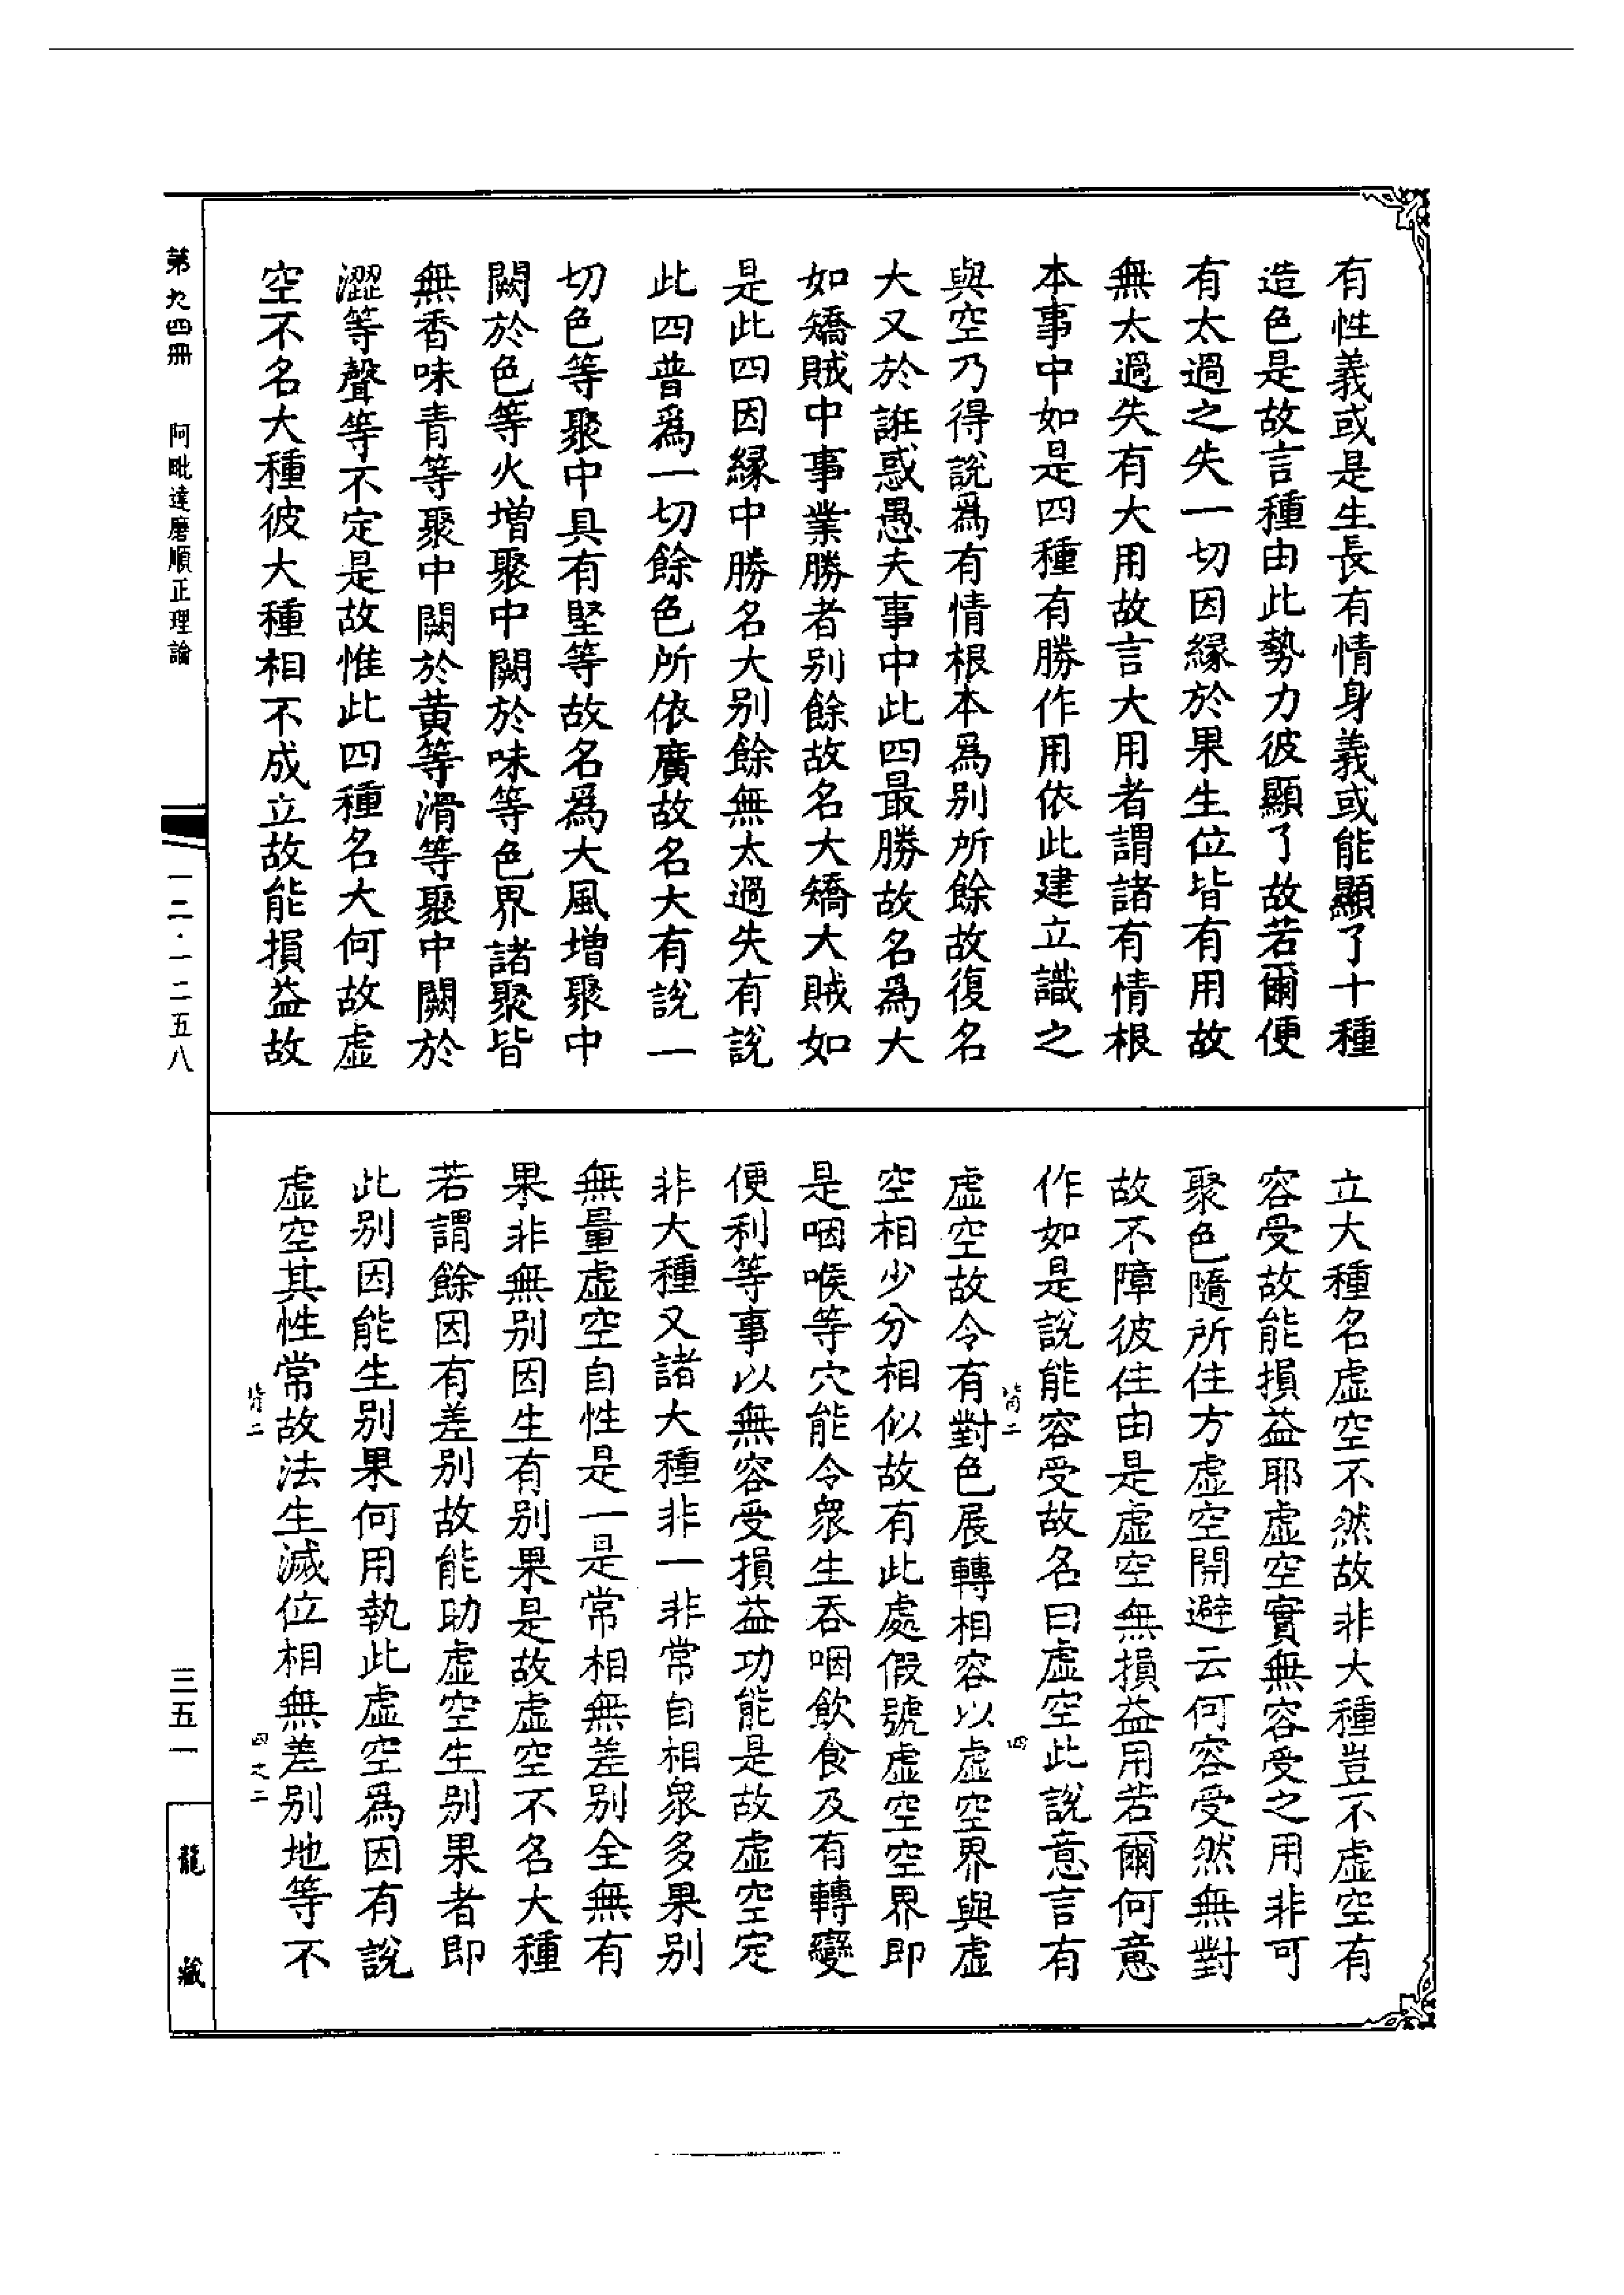 有性義或是生長有情身義或能顯了十種
造色是故言種由此勢力彼顯了故若爾便
有太過之失一切因緣於果生位皆有用故
無太過失有大用故言大用者謂諸有情根
本事中如是四種有勝作用依此建立識之
與空乃得說爲有情根本爲别所餘故復名
大又於誑惑愚夫事中此四最勝故名爲大
如矯賊中事業勝者别餘故名大矯大賊如
是此四因緣中勝名大别餘無太過失有說
此四普爲一切餘色所依廣故名大有說一
切色等聚中具有堅等故名爲大風增聚中
闕於色等火增聚中闕於味等色界諸聚皆
無香味青等聚中闕於黄等滑等聚中闕於
澀等聲等不定是故惟此四種名大何故虛
空不名大種彼大種相不成立故能損益故
立大種名虛空不然故非大種豈不虛空有
容受故能損益耶虛空實無容受之用非可
聚色隨所住方虛空開避云何容受然無對
故不障彼住由是虛空無損益用若爾何意
作如是說能容受故名曰虛空此說意言有
虛空故令有對色展轉相容以虛空界與虛
空相少分相似故有此處假號虛空空界即
是咽喉等穴能令衆生吞咽飲食及有轉變
便利等事以無容受損益功能是故虛空定
非大種又諸大種非一非常自相衆多果别
無量虛空自性是一是常相無差别全無有
果非無别因生有别果是故虛空不名大種
若謂餘因有差别故能助虛空生别果者即
此别因能生别果何用執此虛空爲因有說
虛空其性常故法生滅位相無差别地等不
四
四之二
第九四冊 阿毗達磨順正理論
一二·一二五八
三五一
龍藏